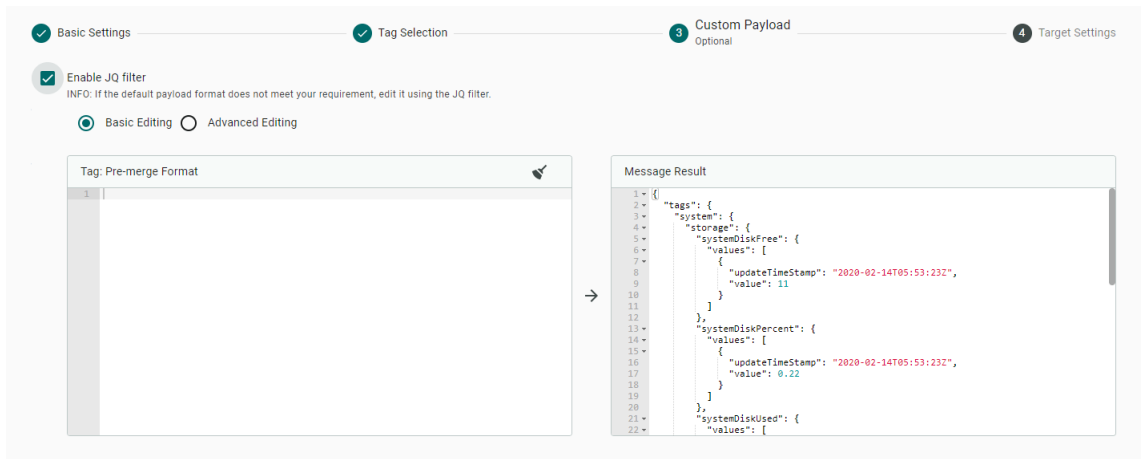 Basic Settings
Tag Selection
3
Custom Payload
Optional
4
Target Settings
Enable JQ filter
INFO: If the default payload format does not meet your requirement, edit it using the JQ filter.
Basic Editing
Advanced Editing
Tag: Pre-merge Format
1
Message Result
1 {
2 "tags": {
3 "system": {
4 "storage": {
5 "systemDiskFree": {
6 "values": [
7 {
8 "updateTimeStamp": "2020-02-14T05:53:23Z",
9 "value": 11
10 }
11 ]
12 },
13 "systemDiskPercent": {
14 "values": [
15 {
16 "updateTimeStamp": "2020-02-14T05:53:23Z",
17 "value": 0.22
18 }
19 ]
20 },
21 "systemDiskUsed": {
22 "values": [